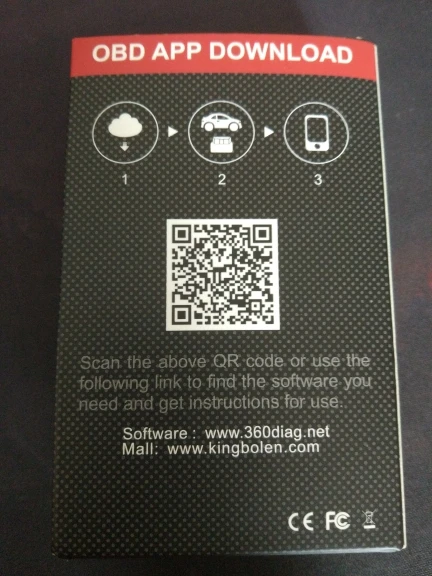 OBD APP DOWNLOAD
1 2 3
Scan the above QR code or use the
following link to find the software you
need and get instructions for use.
Software : www.360diag.net
Mall: www.kingbolen.com
CE FC